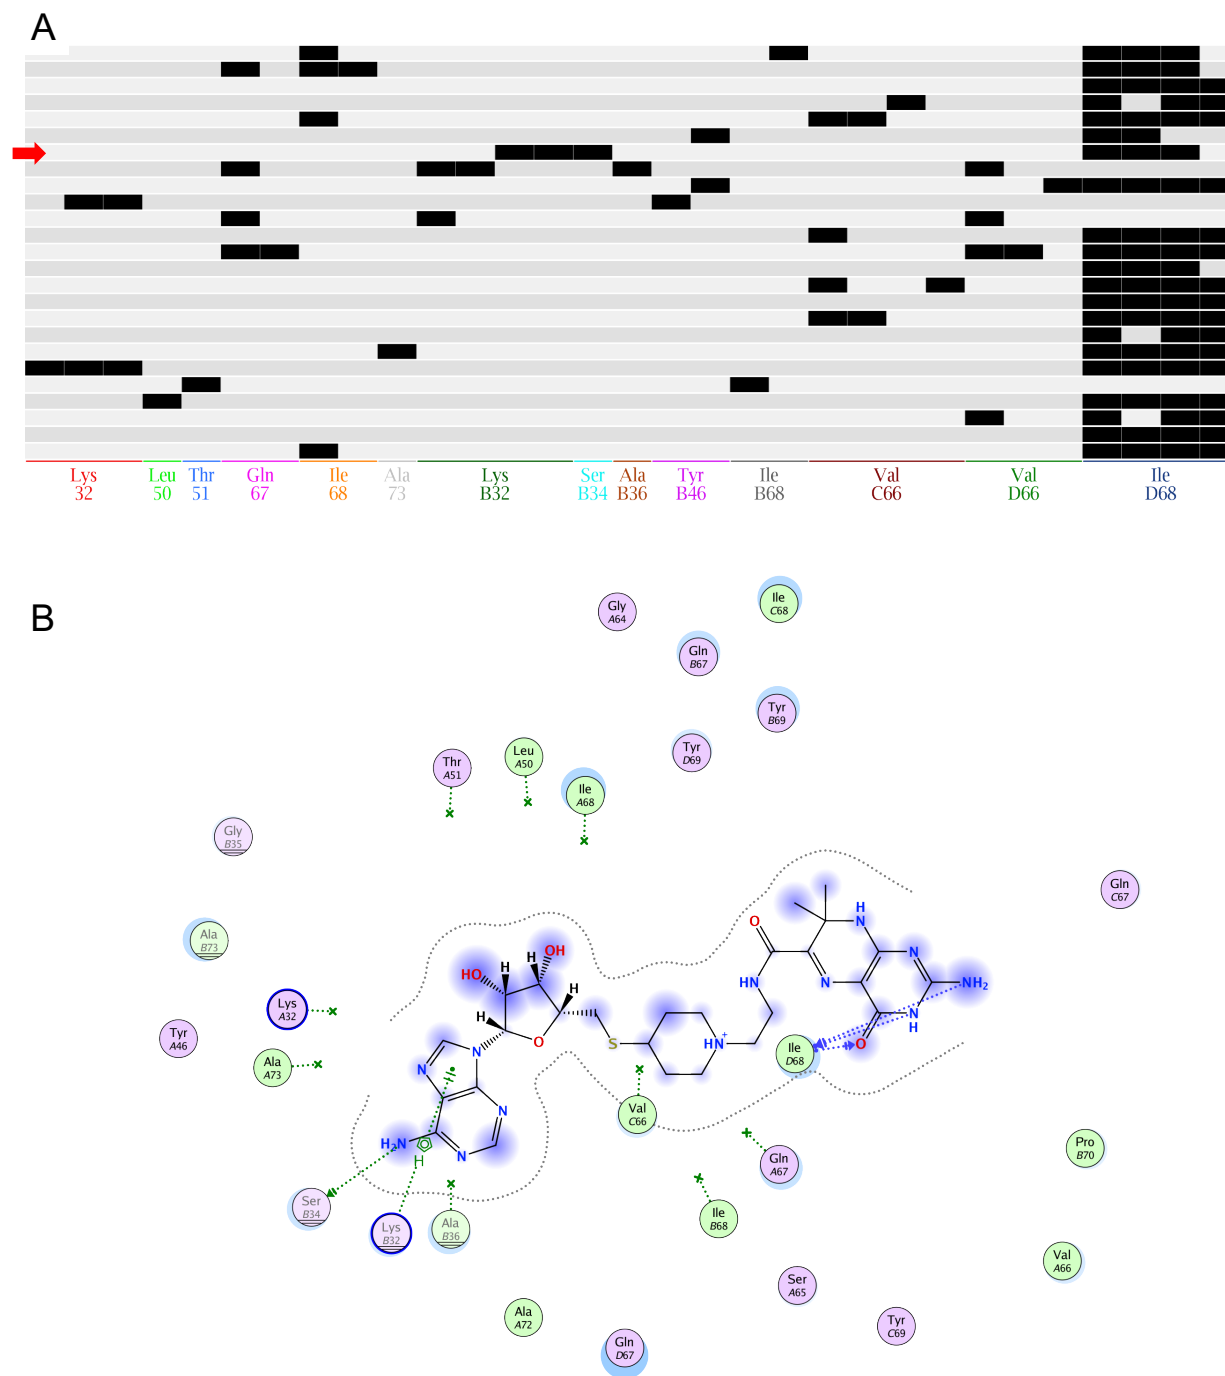 A
Lys Leu Thr Gln Ile Ala Lys Ser Ala Tyr Ile Val Val Ile
32 50 51 67 68 73 B32 B34 B36 B46 B68 C66 D66 D68
B
Gly
A64
Ile
C68
Gln
B67
Tyr
B69
Tyr
D69
Thr
A51
Leu
A50
Ile
A68
Gly
B35
Gln
C67
Ala
B73
Lys
A32
Tyr
A46
Ala
A73
O
H
N
HO
H
H
OH
H
HN
N
N
NH2
N
H
O
H
O
S
HN+
N
N
N
N
H2N
H
Ile
D68
Val
C66
Gln
A67
Pro
B70
Ser
B34
Lys
B32
Ala
B36
Ile
B68
Val
A66
Ser
A65
Ala
A72
Tyr
C69
Gln
D67